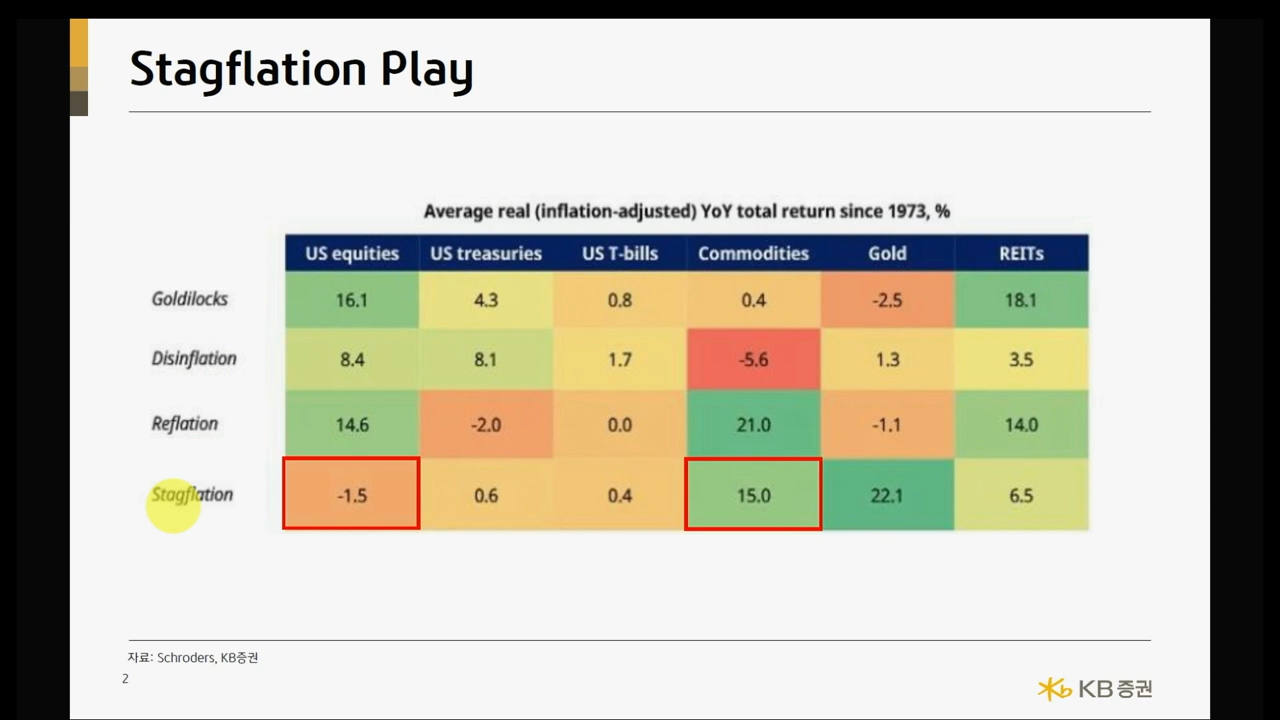 Stagflation Play
Average real (inflation-adjusted) YoY total return since 1973, %
US equities US treasuries US T-bills Commodities Gold REITs
Goldilocks 16.1 4.3 0.8 0.4 -2.5 18.1
Disinflation 8.4 8.1 1.7 -5.6 1.3 3.5
Reflation 14.6 -2.0 0.0 21.0 -1.1 14.0
Stagflation -1.5 0.6 0.4 15.0 22.1 6.5
자료: Schroders, KB증권
2
KB증권